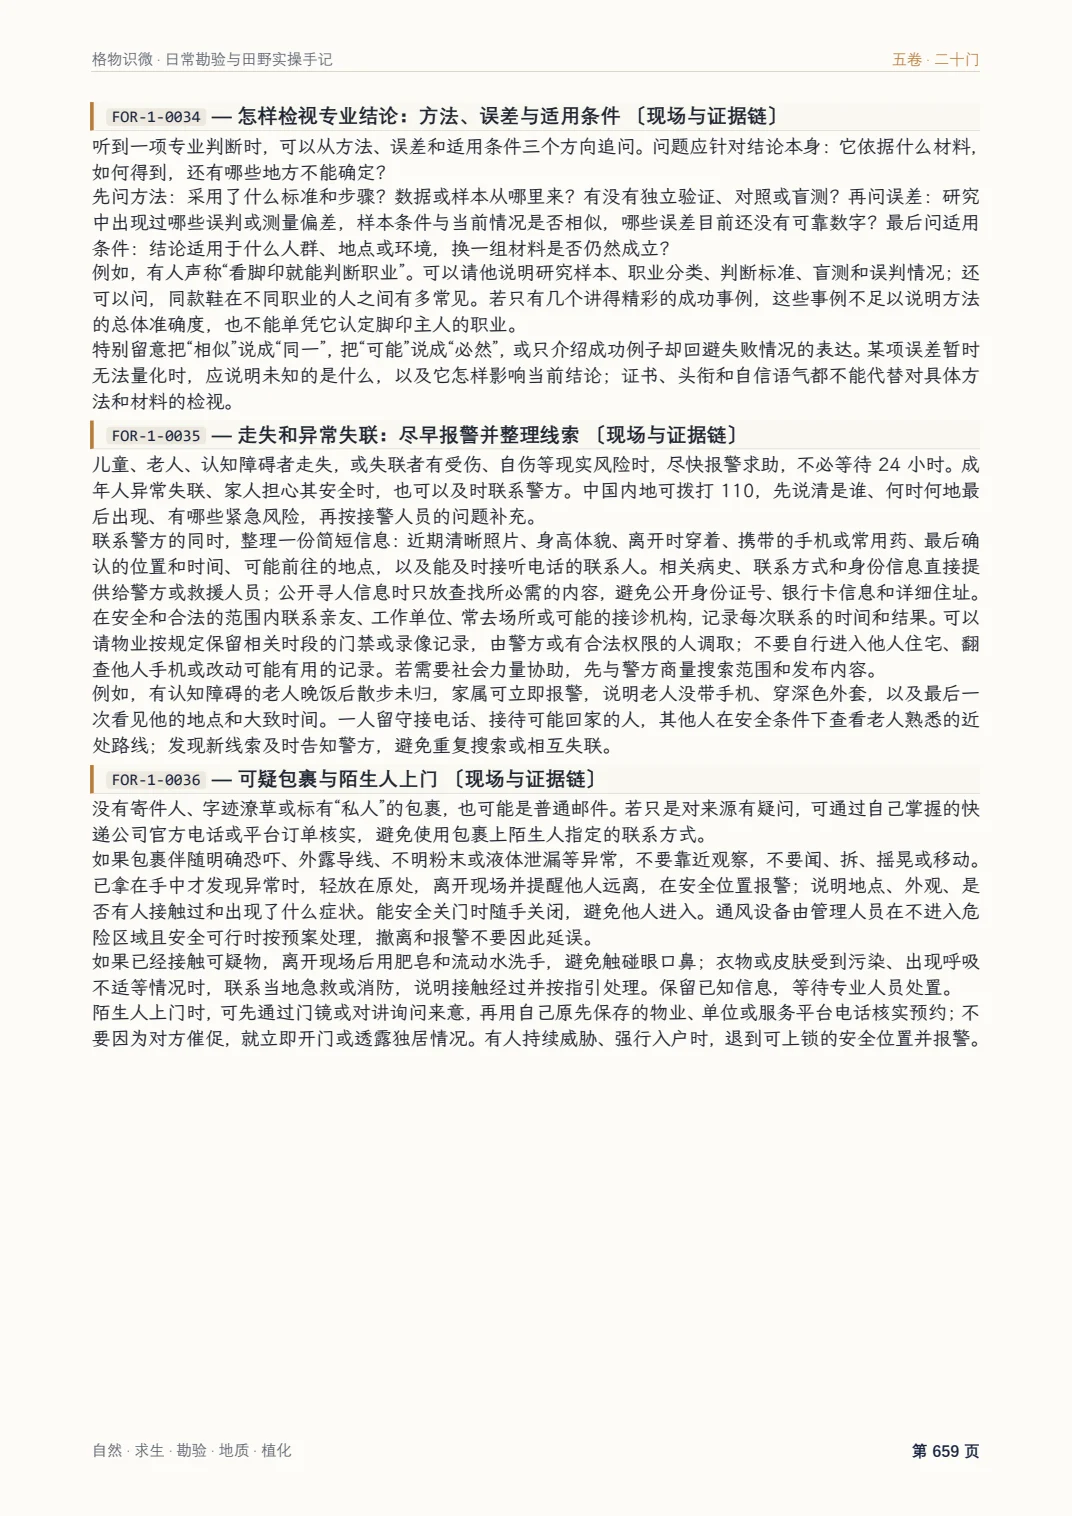 格物识微 · 日常勘验与田野实操手记
五卷 · 二十门
FOR-1-0034 — 怎样检视专业结论：方法、误差与适用条件 〔现场与证据链〕
听到一项专业判断时，可以从方法、误差和适用条件三个方向追问。问题应针对结论本身：它依据什么材料，
如何得到，还有哪些地方不能确定？
先问方法：采用了什么标准和步骤？数据或样本从哪里来？有没有独立验证、对照或盲测？再问误差：研究
中出现过哪些误判或测量偏差，样本条件与当前情况是否相似，哪些误差目前还没有可靠数字？最后问适用
条件：结论适用于什么人群、地点或环境，换一组材料是否仍然成立？
例如，有人声称“看脚印就能判断职业”。可以请他说明研究样本、职业分类、判断标准、盲测和误判情况；还
可以问，同款鞋在不同职业的人之间有多常见。若只有几个讲得精彩的成功事例，这些事例不足以说明方法
的总体准确度，也不能单凭它认定脚印主人的职业。
特别留意把“相似”说成“同一”，把“可能”说成“必然”，或只介绍成功例子却回避失败情况的表达。某项误差暂时
无法量化时，应说明未知的是什么，以及它怎样影响当前结论；证书、头衔和自信语气都不能代替对具体方
法和材料的检视。
FOR-1-0035 — 走失和异常失联：尽早报警并整理线索 〔现场与证据链〕
儿童、老人、认知障碍者走失，或失联者有受伤、自伤等现实风险时，尽快报警求助，不必等待 24 小时。成
年人异常失联、家人担心其安全时，也可以及时联系警方。中国内地可拨打 110，先说清是谁、何时何地最
后出现、有哪些紧急风险，再按接警人员的问题补充。
联系警方的同时，整理一份简短信息：近期清晰照片、身高体貌、离开时穿着、携带的手机或常用药、最后确
认的位置和时间、可能前往的地点，以及能及时接听电话的联系人。相关病史、联系方式和身份信息直接提
供给警方或救援人员；公开寻人信息时只放查找所必需的内容，避免公开身份证号、银行卡信息和详细住址。
在安全和合法的范围内联系亲友、工作单位、常去场所或可能的接诊机构，记录每次联系的时间和结果。可以
请物业按规定保留相关时段的门禁或录像记录，由警方或有合法权限的人调取；不要自行进入他人住宅、翻
查他人手机或改动可能有用的记录。若需要社会力量协助，先与警方商量搜索范围和发布内容。
例如，有认知障碍的老人晚饭后散步未归，家属可立即报警，说明老人没带手机、穿深色外套，以及最后一
次看见他的地点和大致时间。一人留守接电话、接待可能回家的人，其他人在安全条件下查看老人熟悉的近
处路线；发现新线索及时告知警方，避免重复搜索或相互失联。
FOR-1-0036 — 可疑包裹与陌生人上门 〔现场与证据链〕
没有寄件人、字迹潦草或标有“私人”的包裹，也可能是普通邮件。若只是对来源有疑问，可通过自己掌握的快
递公司官方电话或平台订单核实，避免使用包裹上陌生人指定的联系方式。
如果包裹伴随明确恐吓、外露导线、不明粉末或液体泄漏等异常，不要靠近观察，不要闻、拆、摇晃或移动。
已拿在手中才发现异常时，轻放在原处，离开现场并提醒他人远离，在安全位置报警；说明地点、外观、是
否有人接触过和出现了什么症状。能安全关门时随手关闭，避免他人进入。通风设备由管理人员在不进入危
险区域且安全可行时按预案处理，撤离和报警不要因此延误。
如果已经接触可疑物，离开现场后用肥皂和流动水洗手，避免触碰眼口鼻；衣物或皮肤受到污染、出现呼吸
不适等情况时，联系当地急救或消防，说明接触经过并按指引处理。保留已知信息，等待专业人员处置。
陌生人上门时，可先通过门镜或对讲询问来意，再用自己原先保存的物业、单位或服务平台电话核实预约；不
要因为对方催促，就立即开门或透露独居情况。有人持续威胁、强行入户时，退到可上锁的安全位置并报警。
自然 · 求生 · 勘验 · 地质 · 植化
第 659 页